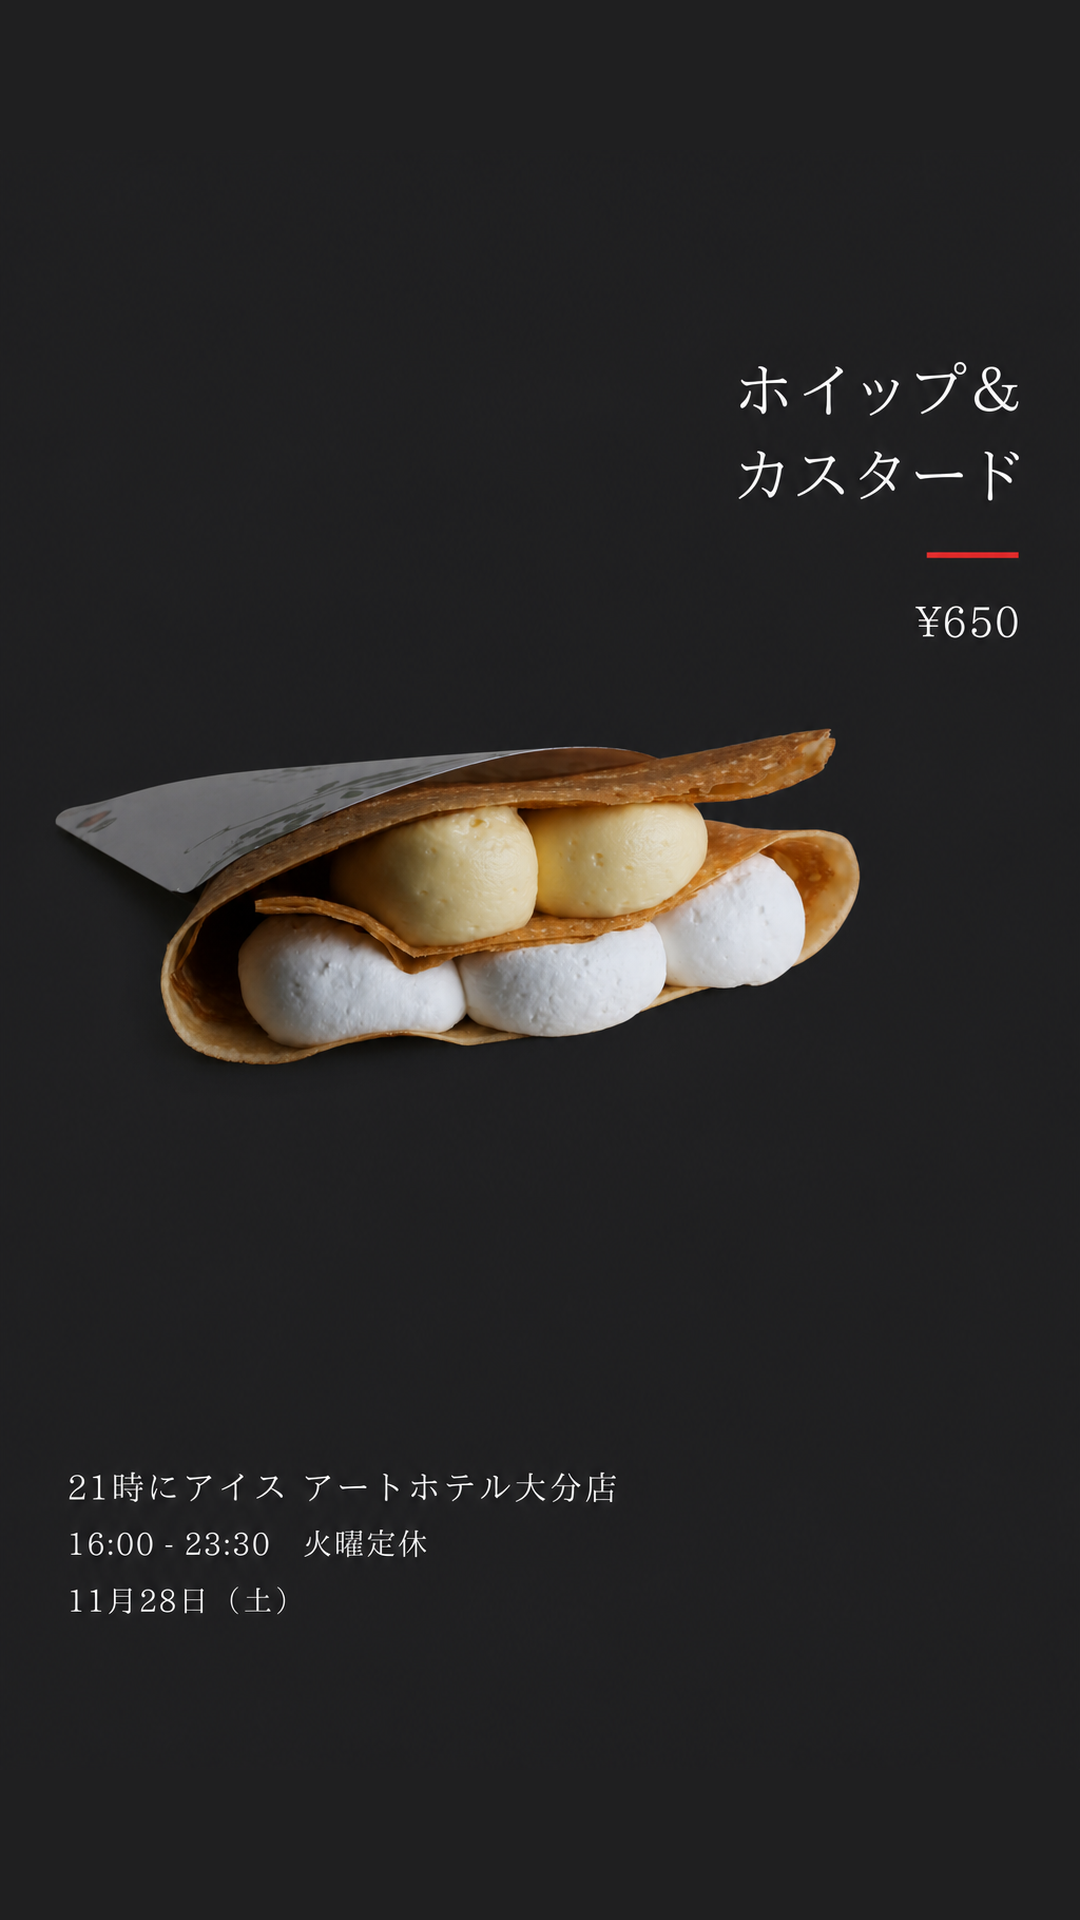 ホイップ&
カスタード
¥650
21時にアイス アートホテル大分店
16:00 - 23:30　火曜定休
11月28日（土）